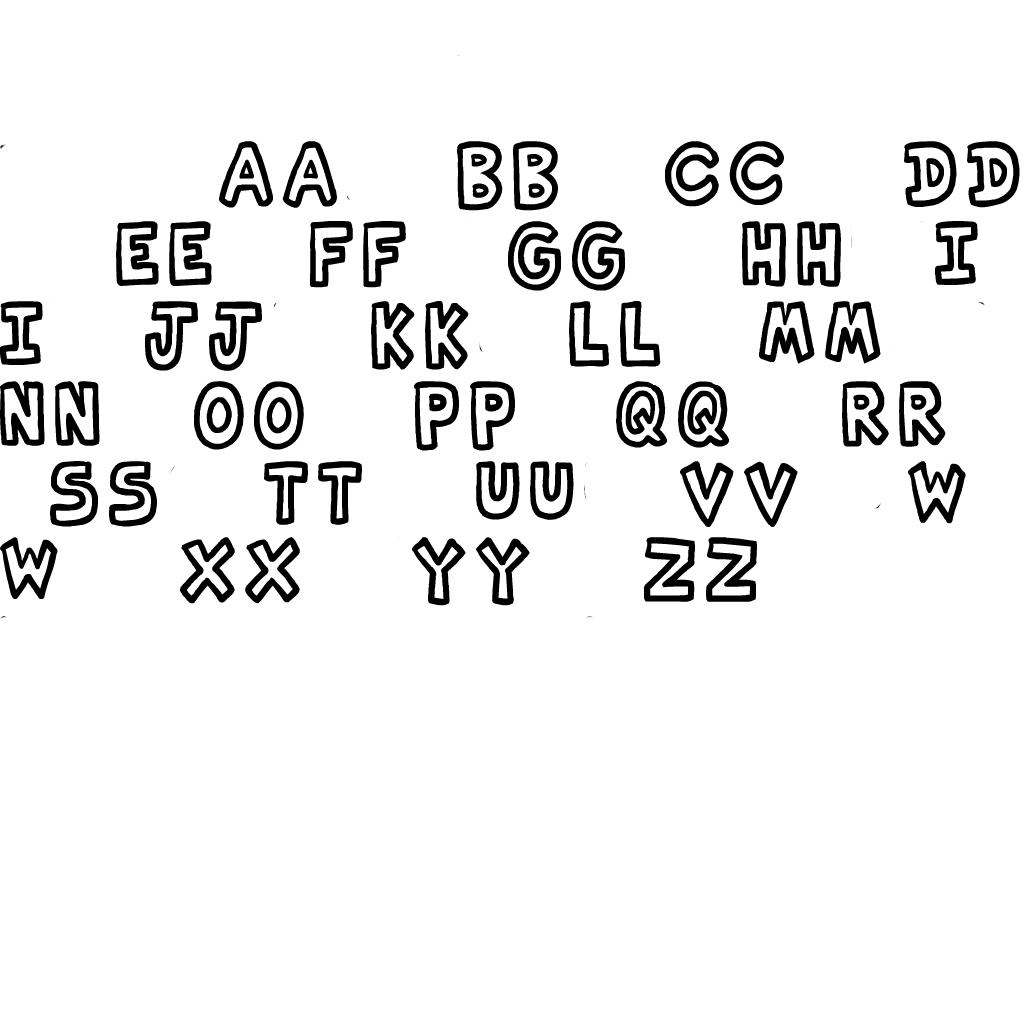 AA BB CC DD
EE FF GG HH I
I JJ KK LL MM
NN OO PP QQ RR
SS TT UU VV W
W XX YY ZZ